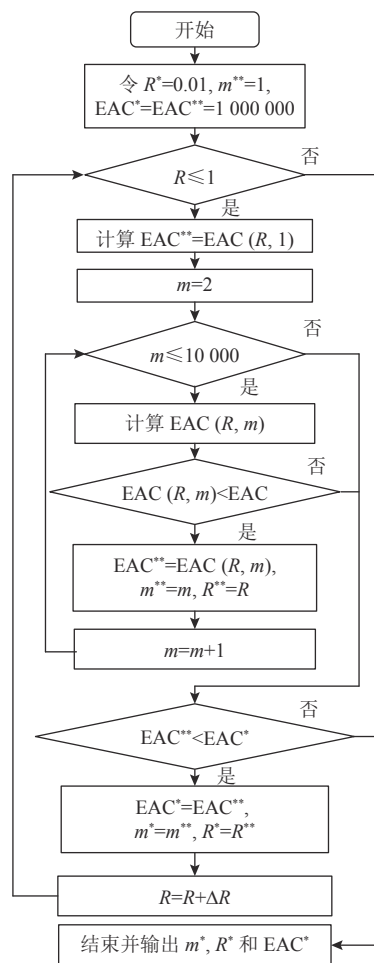 开始
令 R*=0.01, m**=1,
EAC*=EAC**=1 000 000
否
R≤1
是
计算 EAC**=EAC (R, 1)
m=2
否
m≤10 000
是
计算 EAC (R, m)
否
EAC (R, m)<EAC
是
EAC**=EAC (R, m),
m**=m, R**=R
m=m+1
否
EAC**<EAC*
是
EAC*=EAC**,
m*=m**, R*=R**
R=R+ΔR
结束并输出 m*, R* 和 EAC*